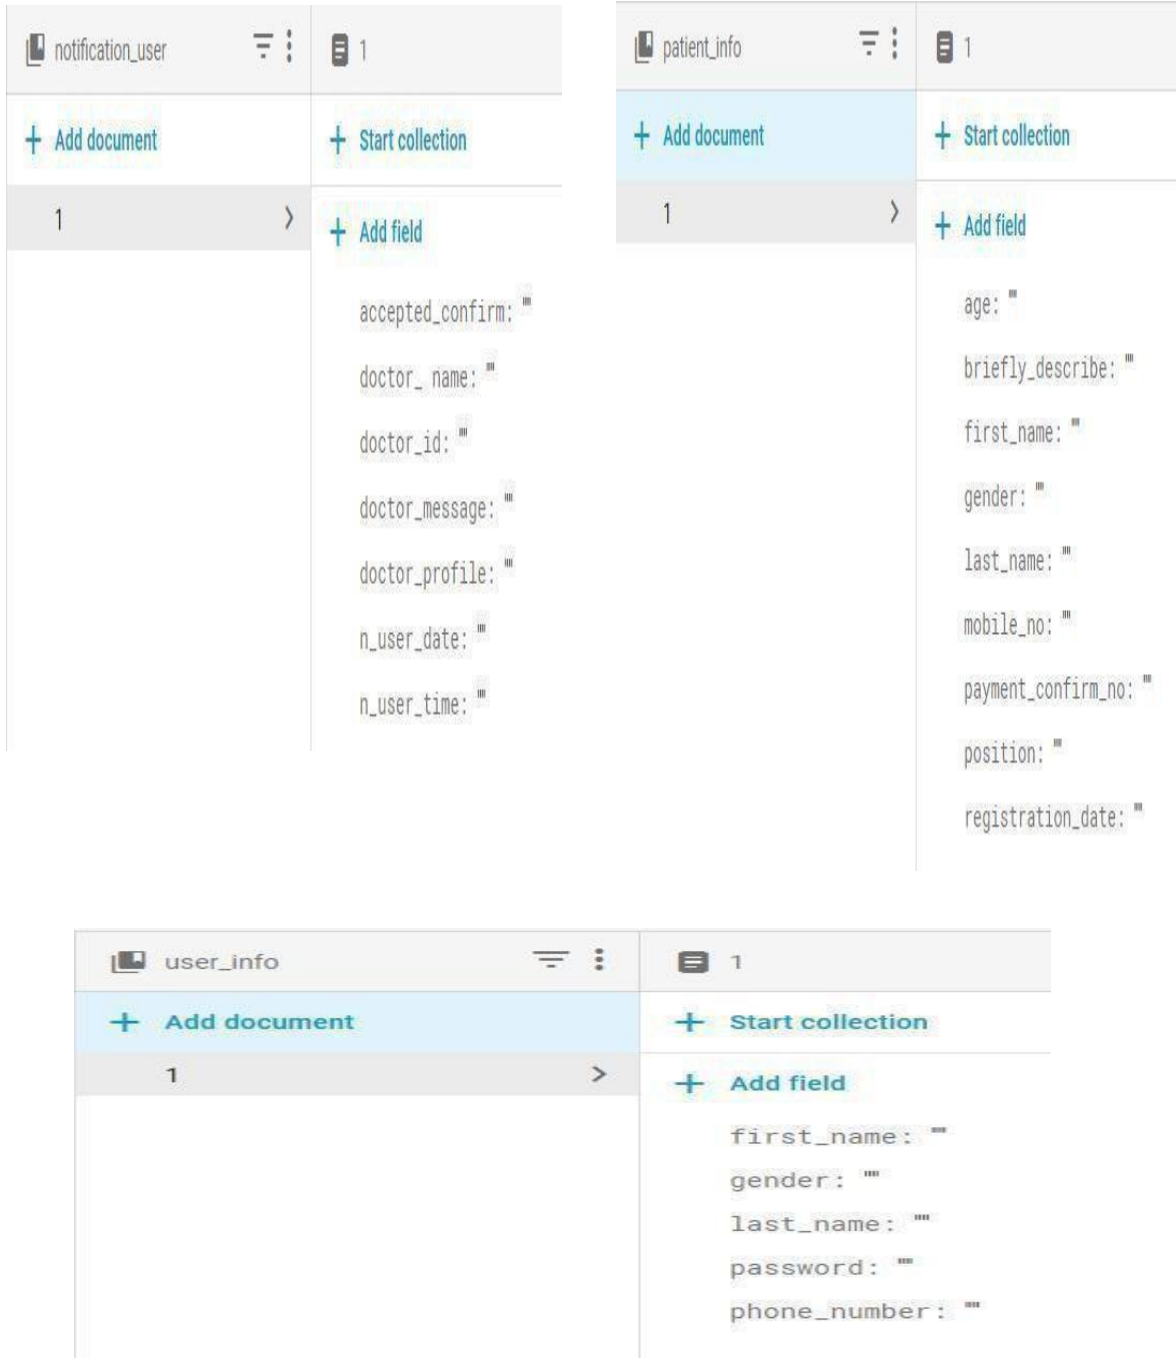 notification_user
1
+ Add document
+ Start collection
1
+ Add field
accepted_confirm: ""
doctor_ name: ""
doctor_id: ""
doctor_message: ""
doctor_profile: ""
n_user_date: ""
n_user_time: ""
patient_info
1
+ Add document
+ Start collection
1
+ Add field
age: ""
briefly_describe: ""
first_name: ""
gender: ""
last_name: ""
mobile_no: ""
payment_confirm_no: ""
position: ""
registration_date: ""
user_info
1
+ Add document
+ Start collection
1
+ Add field
first_name: ""
gender: ""
last_name: ""
password: ""
phone_number: ""